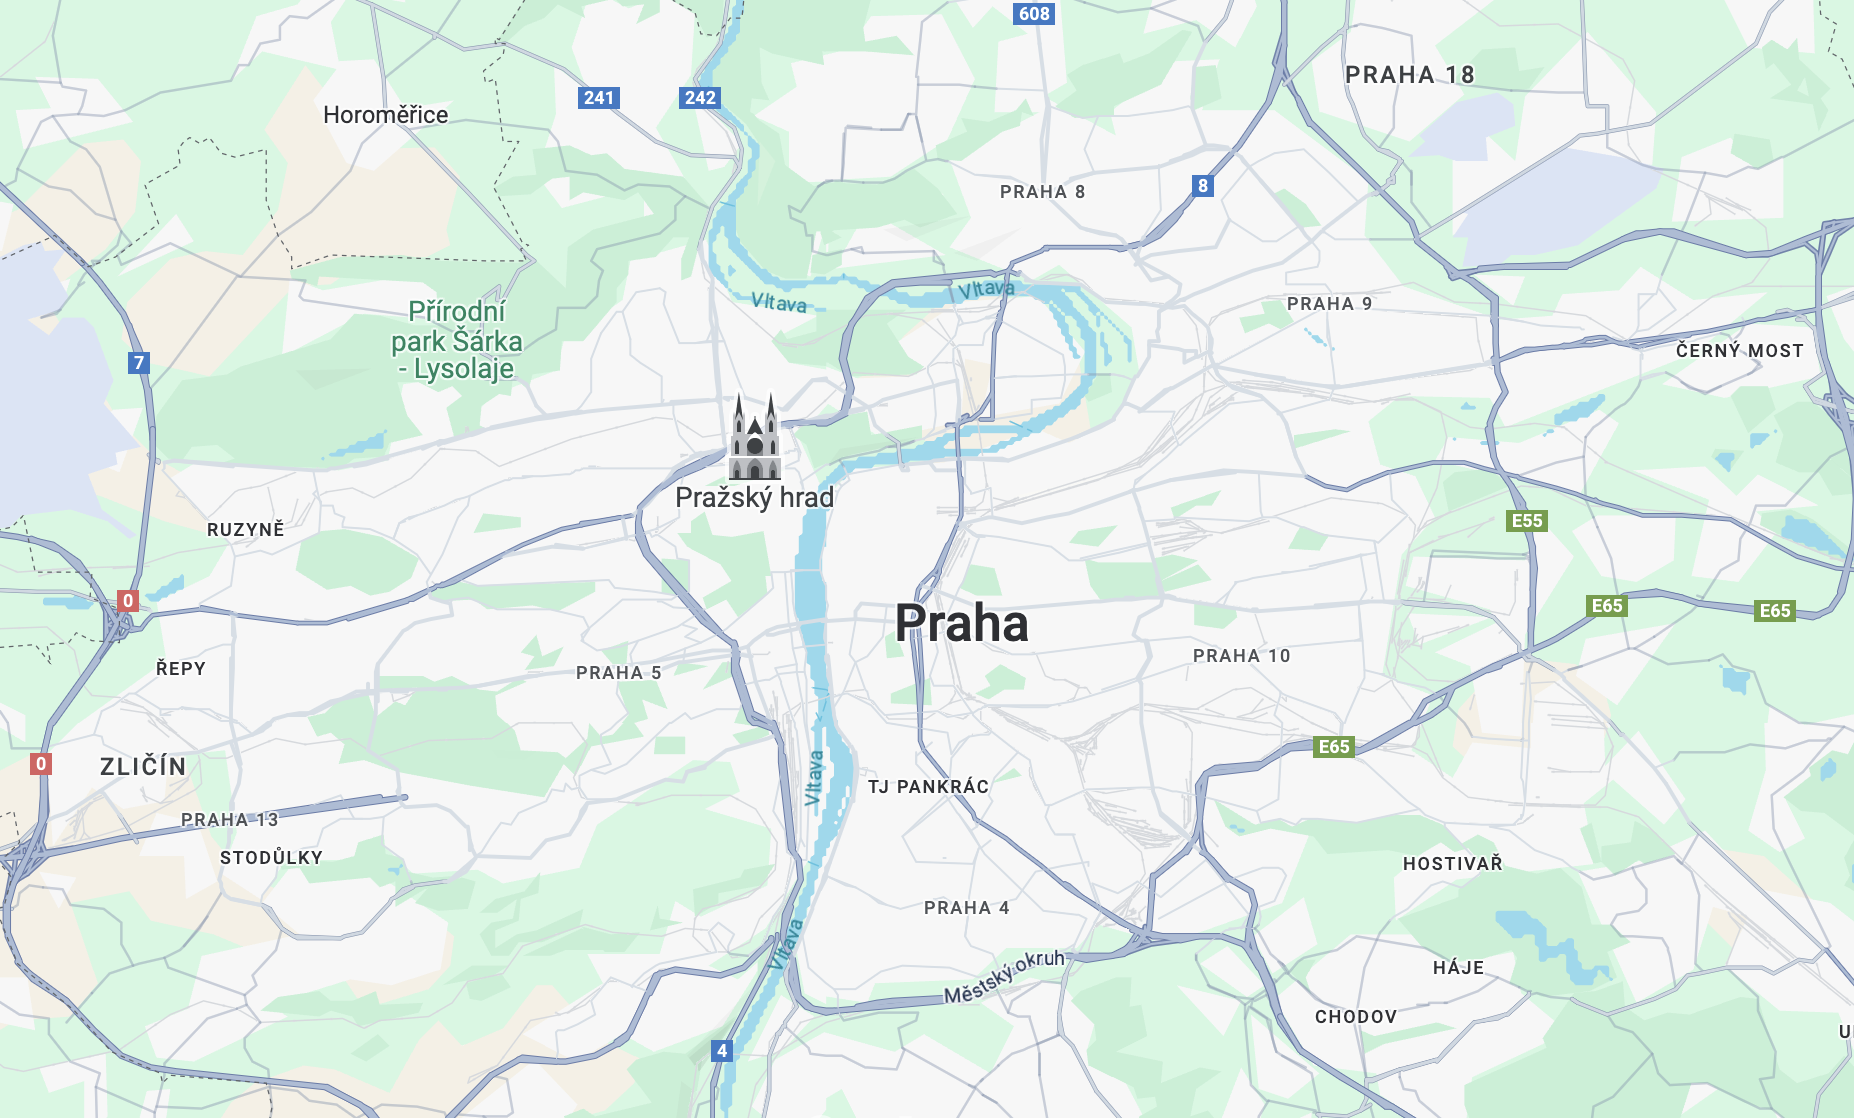 608
PRAHA 18
241
242
Horoměřice
PRAHA 8
8
Vltava
Vltava
PRAHA 9
Přírodní
park Šárka
- Lysolaje
7
ČERNÝ MOST
Pražský hrad
RUZYNĚ
E55
0
E65
E65
Praha
PRAHA 10
ŘEPY
PRAHA 5
E65
ZLIČÍN
0
Vltava
TJ PANKRÁC
PRAHA 13
STODŮLKY
HOSTIVAŘ
PRAHA 4
Vltava
Městský okruh
HÁJE
CHODOV
U
4